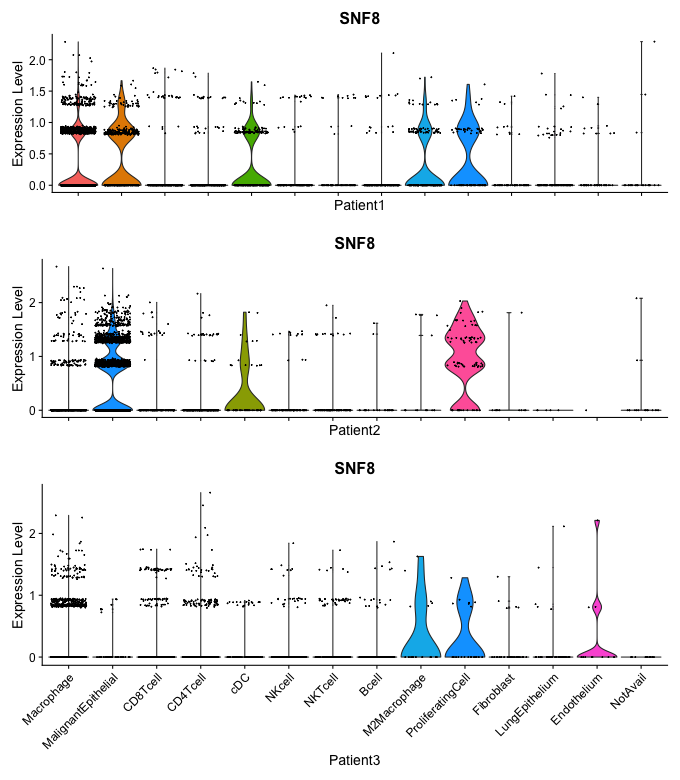 SNF8
Expression Level
2.0
1.5
1.0
0.5
0.0
Patient1
SNF8
Expression Level
2
1
0
Patient2
SNF8
Expression Level
2
1
0
Macrophage
MalignantEpithelial
CD8Tcell
CD4Tcell
cDC
NKcell
NKTcell
Bcell
M2Macrophage
ProliferatingCell
Fibroblast
LungEpithelium
Endothelium
NotAvail
Patient3